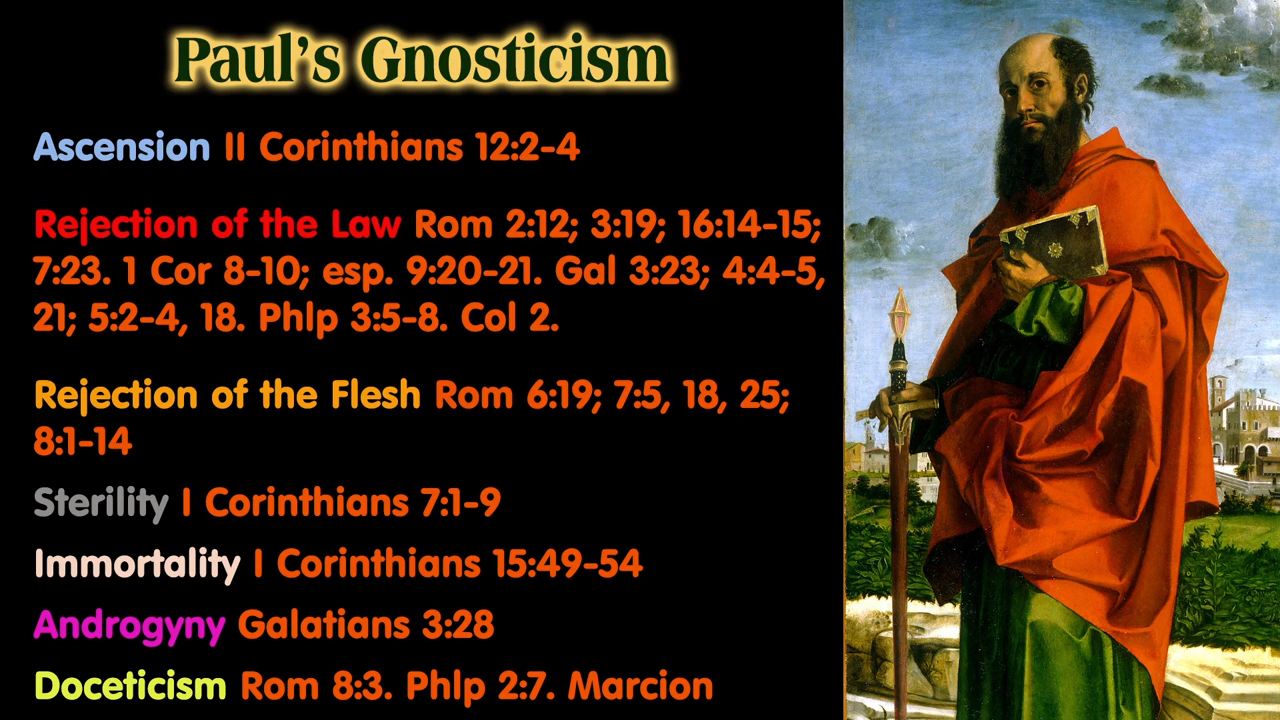 Paul's Gnosticism
Ascension II Corinthians 12:2-4
Rejection of the Law Rom 2:12; 3:19; 16:14-15;
7:23. 1 Cor 8-10; esp. 9:20-21. Gal 3:23; 4:4-5,
21; 5:2-4, 18. Phlp 3:5-8. Col 2.
Rejection of the Flesh Rom 6:19; 7:5, 18, 25;
8:1-14
Sterility I Corinthians 7:1-9
Immortality I Corinthians 15:49-54
Androgyny Galatians 3:28
Doceticism Rom 8:3. Phlp 2:7. Marcion